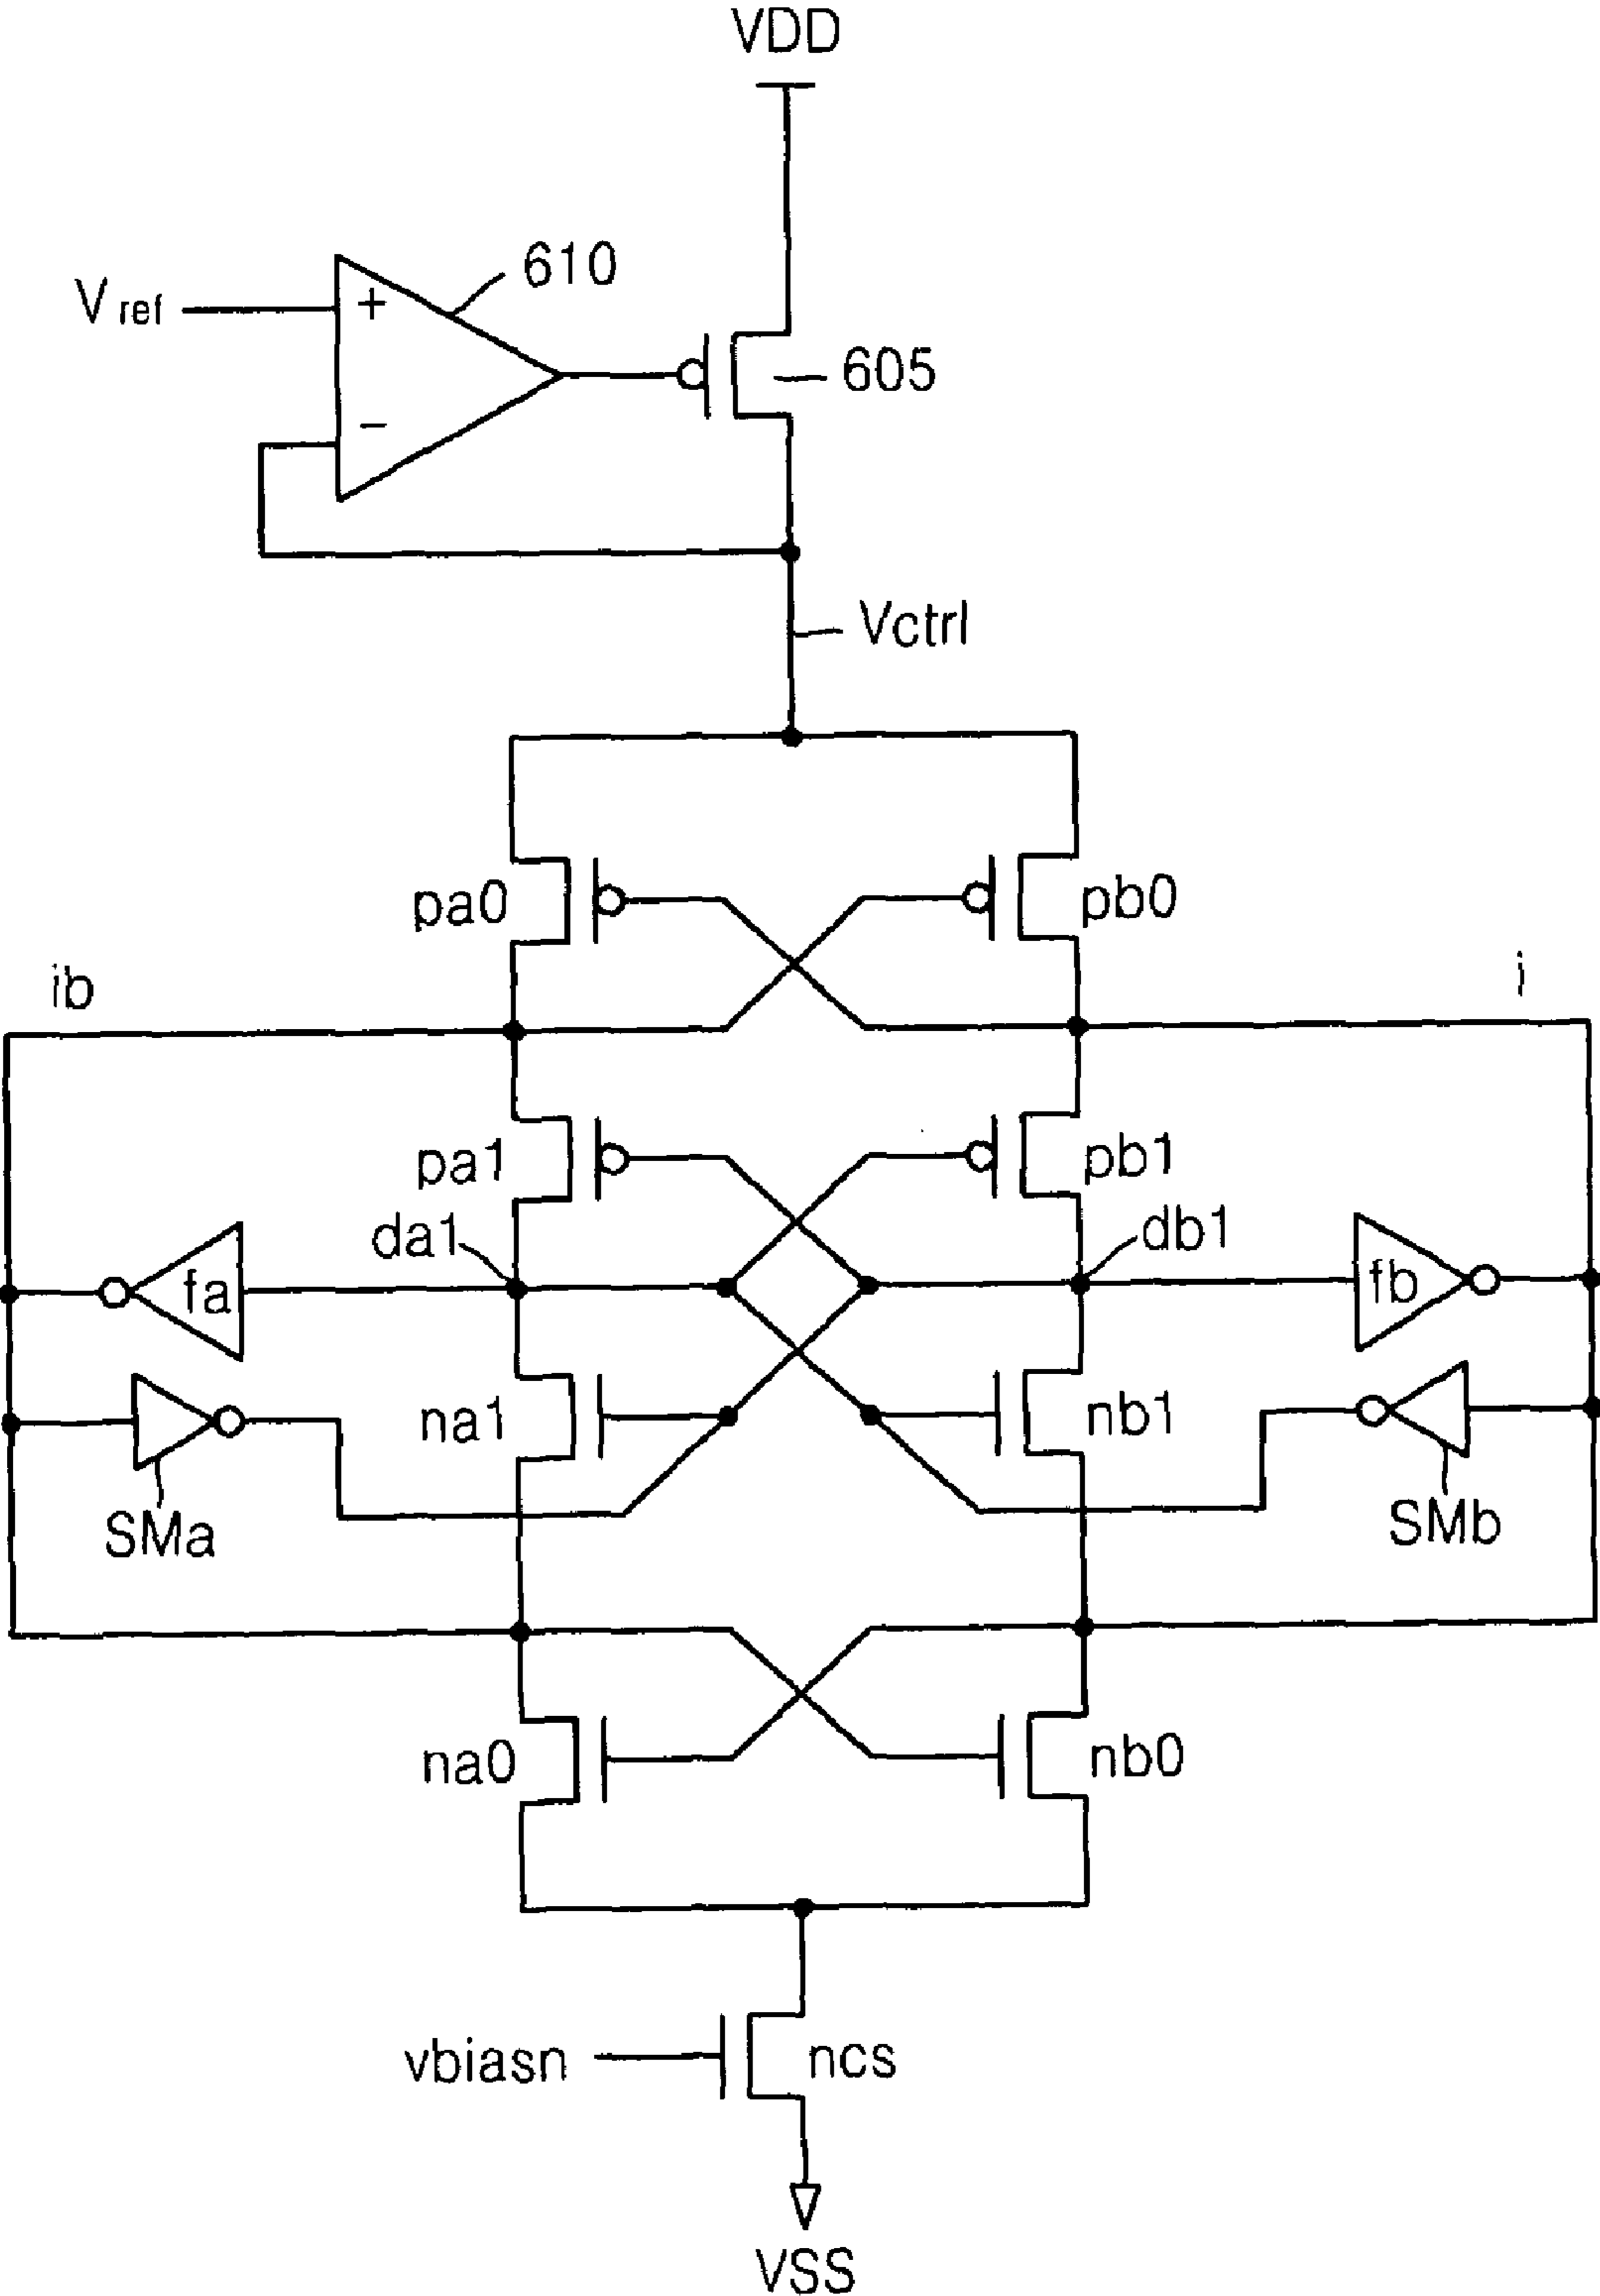 VDD
610
V ref
+
605
−
Vctrl
pa0
pb0
ib
i
pa1
pb1
da1
db1
fa
fb
na1
nb1
SMa
SMb
na0
nb0
vbiasn
ncs
VSS